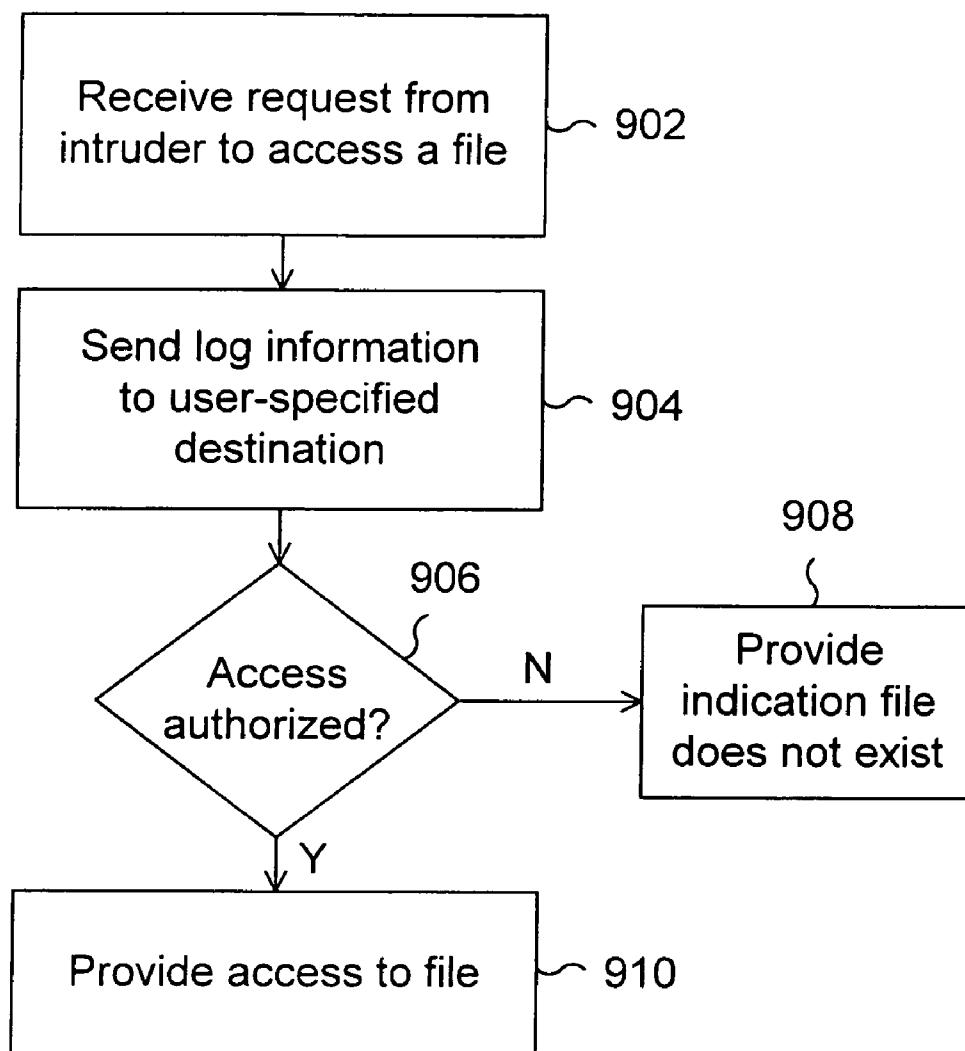 Receive request from
intruder to access a file
902
Send log information
to user-specified
destination
904
906
Access
authorized?
N
908
Provide
indication file
does not exist
Y
Provide access to file
910